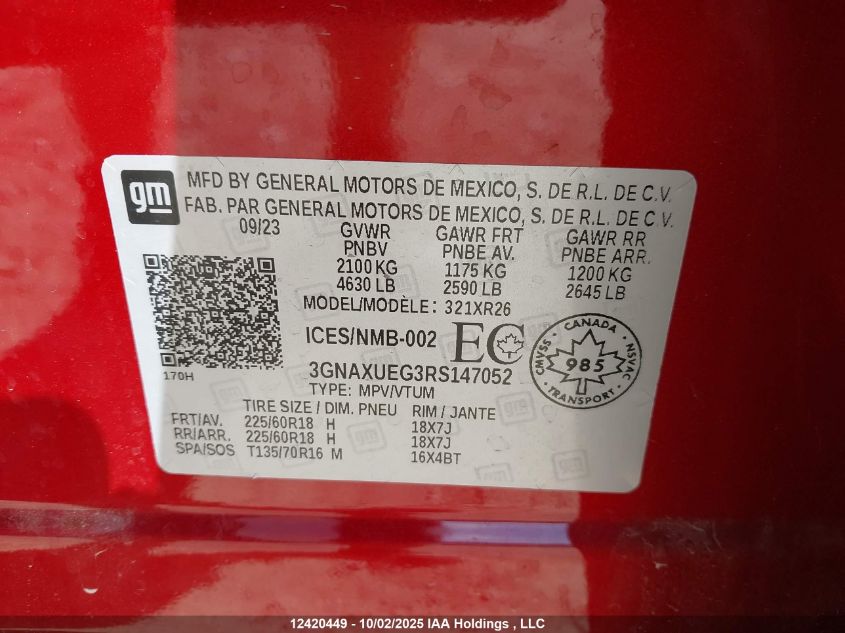 gm
MFD BY GENERAL MOTORS DE MEXICO, S. DE R.L. DE C.V.
FAB. PAR GENERAL MOTORS DE MEXICO, S. DE R.L. DE C.V.
09/23 GVWR GAWR FRT GAWR RR
PNBV PNBE AV. PNBE ARR.
2100 KG 1175 KG 1200 KG
4630 LB 2590 LB 2645 LB
MODEL/MODÈLE: 321XR26
ICES/NMB-002 EC
CANADA
CMVSS 985 NSVAC
TRANSPORT
170H
3GNAXUEG3RS147052
TYPE: MPV/VTUM
TIRE SIZE / DIM. PNEU RIM / JANTE
FRT/AV. 225/60R18 H 18X7J
RR/ARR. 225/60R18 H 18X7J
SPA/SOS T135/70R16 M 16X4BT
12420449 - 10/02/2025 IAA Holdings , LLC